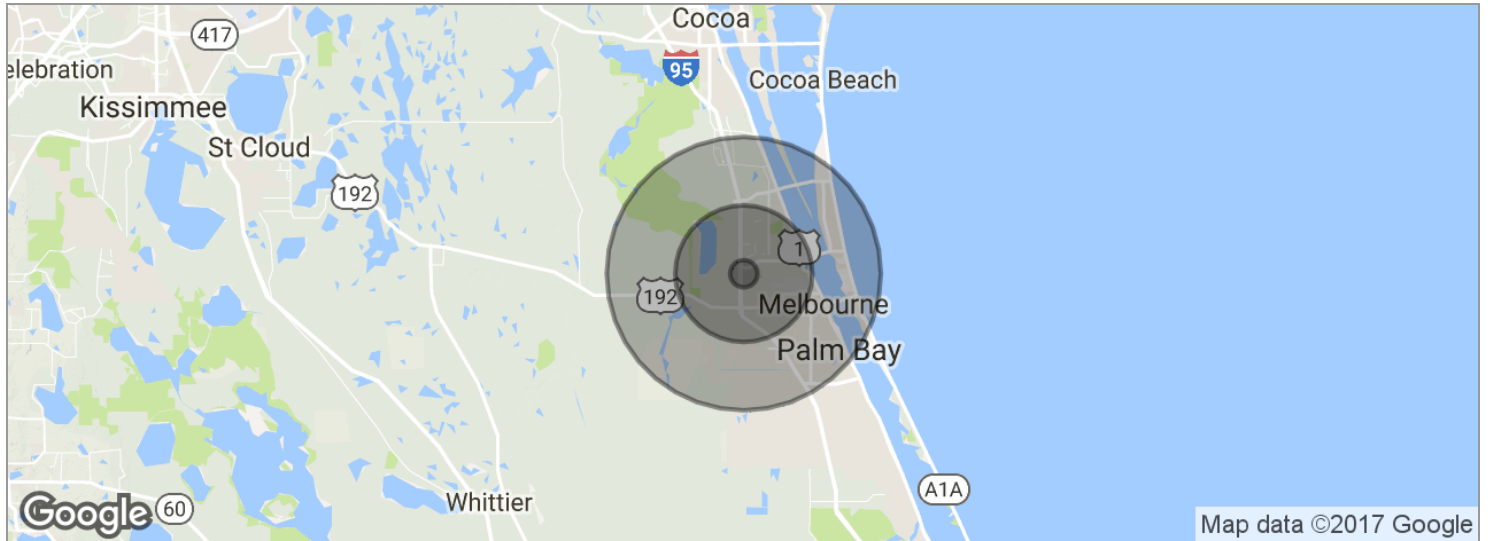 Cocoa
417
elebration
95
Cocoa Beach
Kissimmee
St Cloud
192
1
192
Melbourne
Palm Bay
Whittier
A1A
Google
60
Map data ©2017 Google